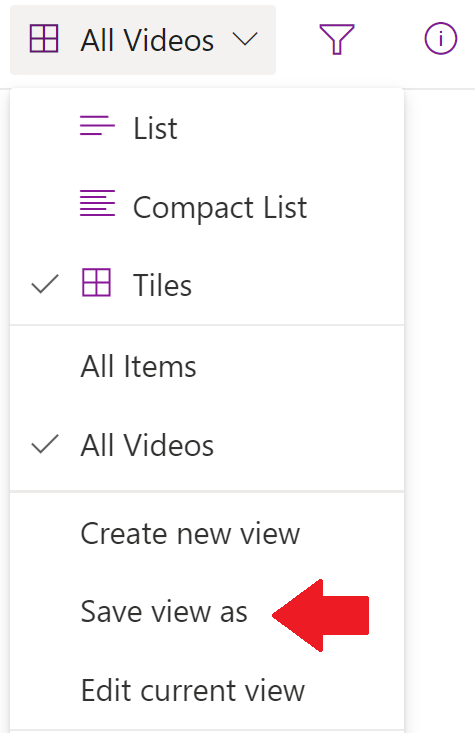 All Videos
List
Compact List
Tiles
All Items
All Videos
Create new view
Save view as
Edit current view